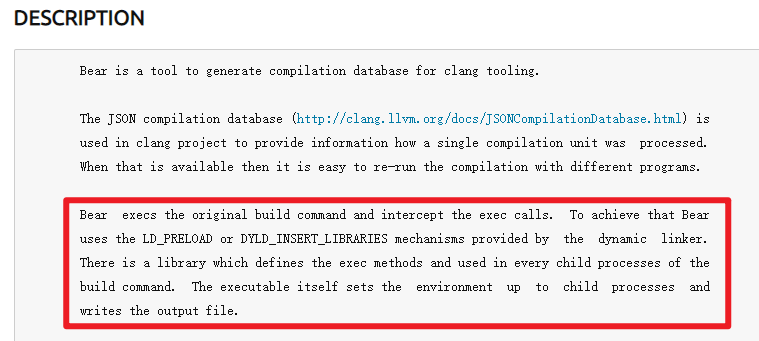 DESCRIPTION
Bear is a tool to generate compilation database for clang tooling.
The JSON compilation database (http://clang.llvm.org/docs/JSONCompilationDatabase.html) is
used in clang project to provide information how a single compilation unit was processed.
When that is available then it is easy to re-run the compilation with different programs.
Bear execs the original build command and intercept the exec calls. To achieve that Bear
uses the LD_PRELOAD or DYLD_INSERT_LIBRARIES mechanisms provided by the dynamic linker.
There is a library which defines the exec methods and used in every child processes of the
build command. The executable itself sets the environment up to child processes and
writes the output file.